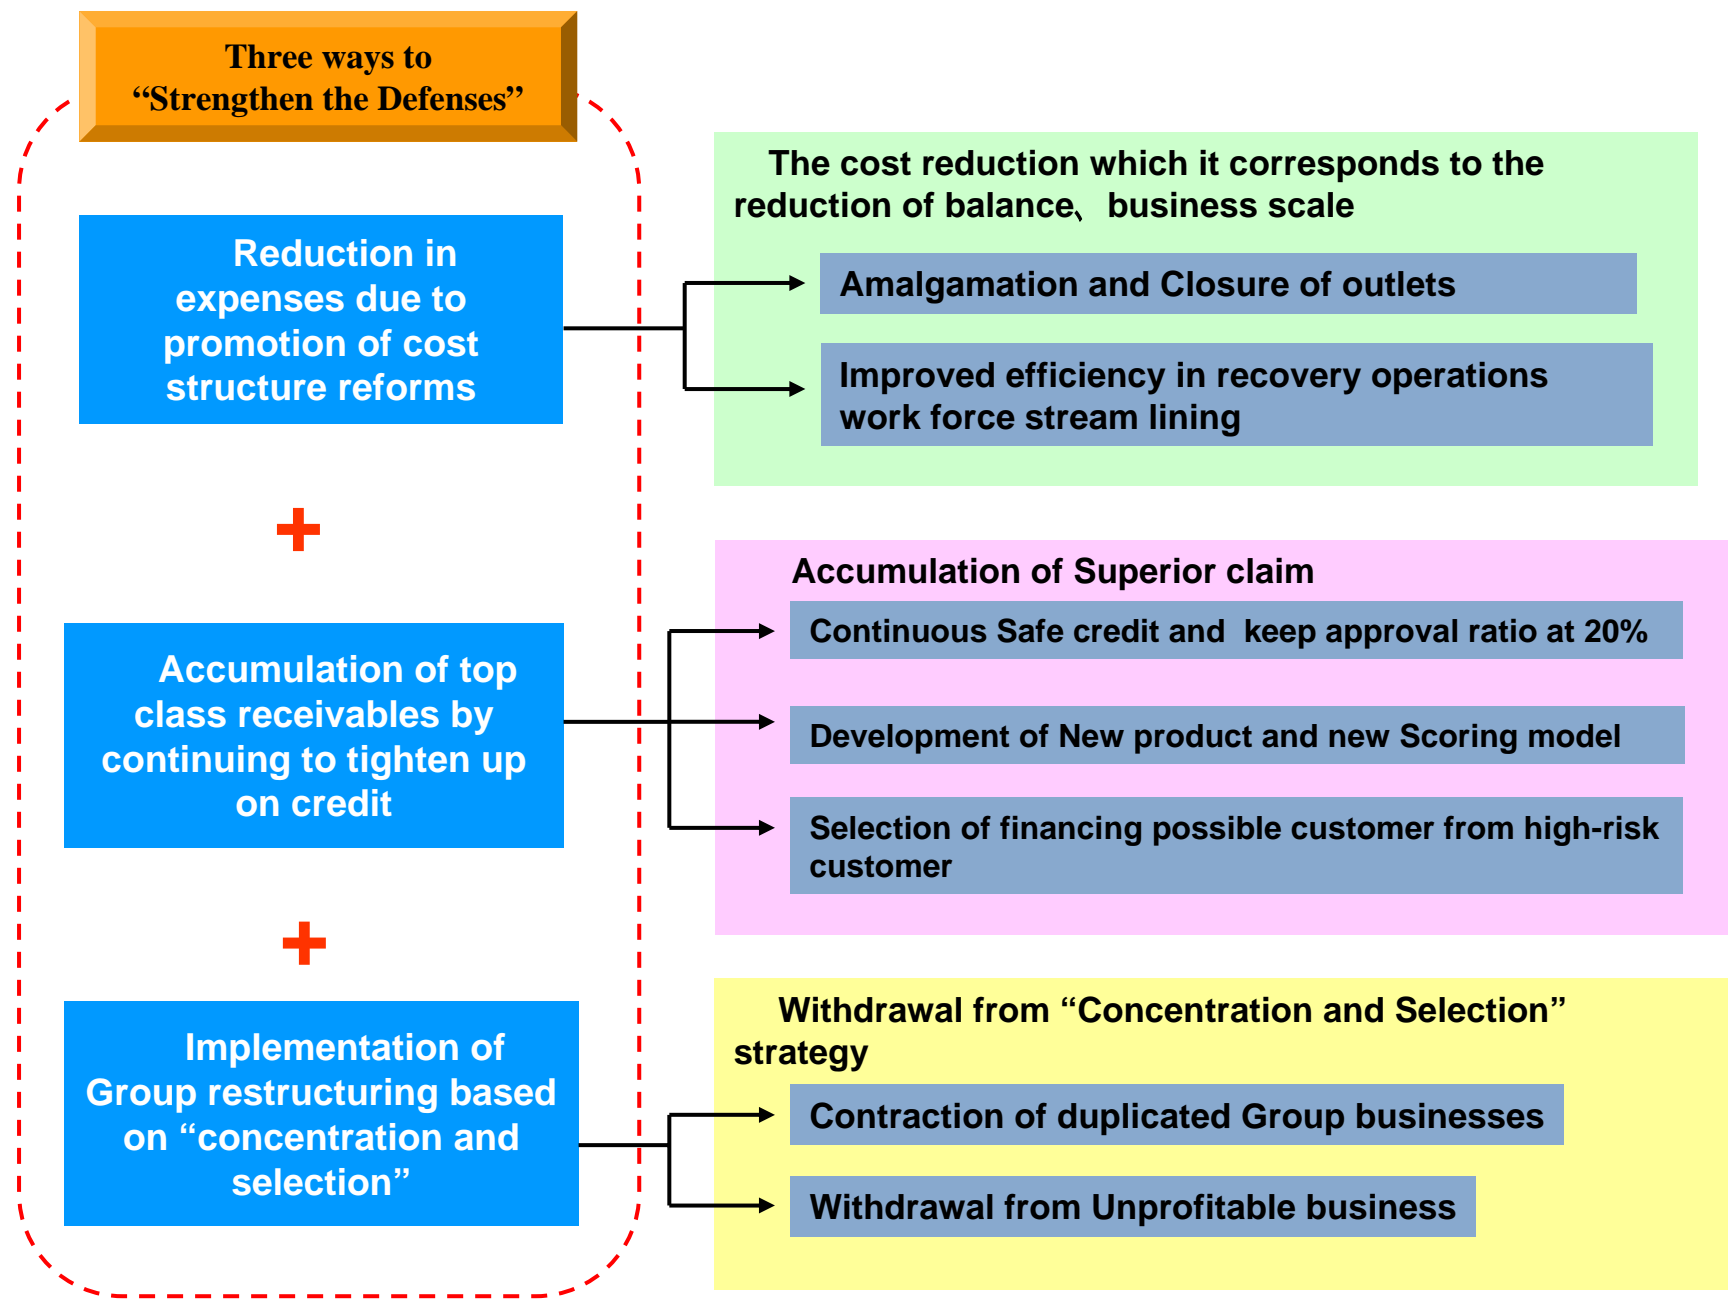 Three ways to
“Strengthen the Defenses”
Reduction in
expenses due to
promotion of cost
structure reforms
The cost reduction which it corresponds to the
reduction of balance、 business scale
Amalgamation and Closure of outlets
Improved efficiency in recovery operations
work force stream lining
+
Accumulation of top
class receivables by
continuing to tighten up
on credit
Accumulation of Superior claim
Continuous Safe credit and keep approval ratio at 20%
Development of New product and new Scoring model
Selection of financing possible customer from high-risk
customer
+
Implementation of
Group restructuring based
on “concentration and
selection”
Withdrawal from “Concentration and Selection”
strategy
Contraction of duplicated Group businesses
Withdrawal from Unprofitable business